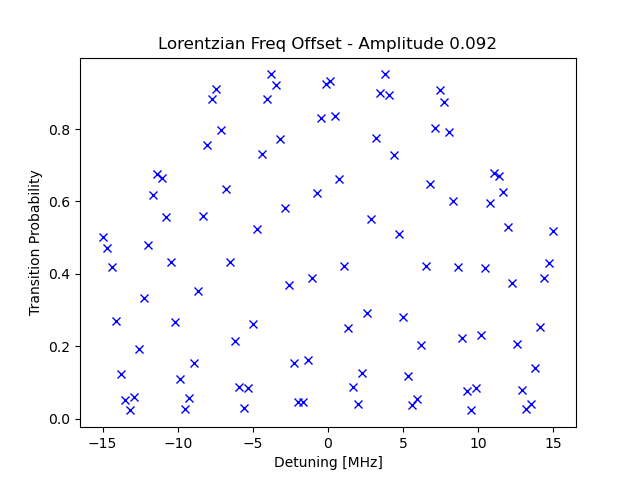 Lorentzian Freq Offset - Amplitude 0.092
Transition Probability
0.8
0.6
0.4
0.2
0.0
−15 −10 −5 0 5 10 15
Detuning [MHz]